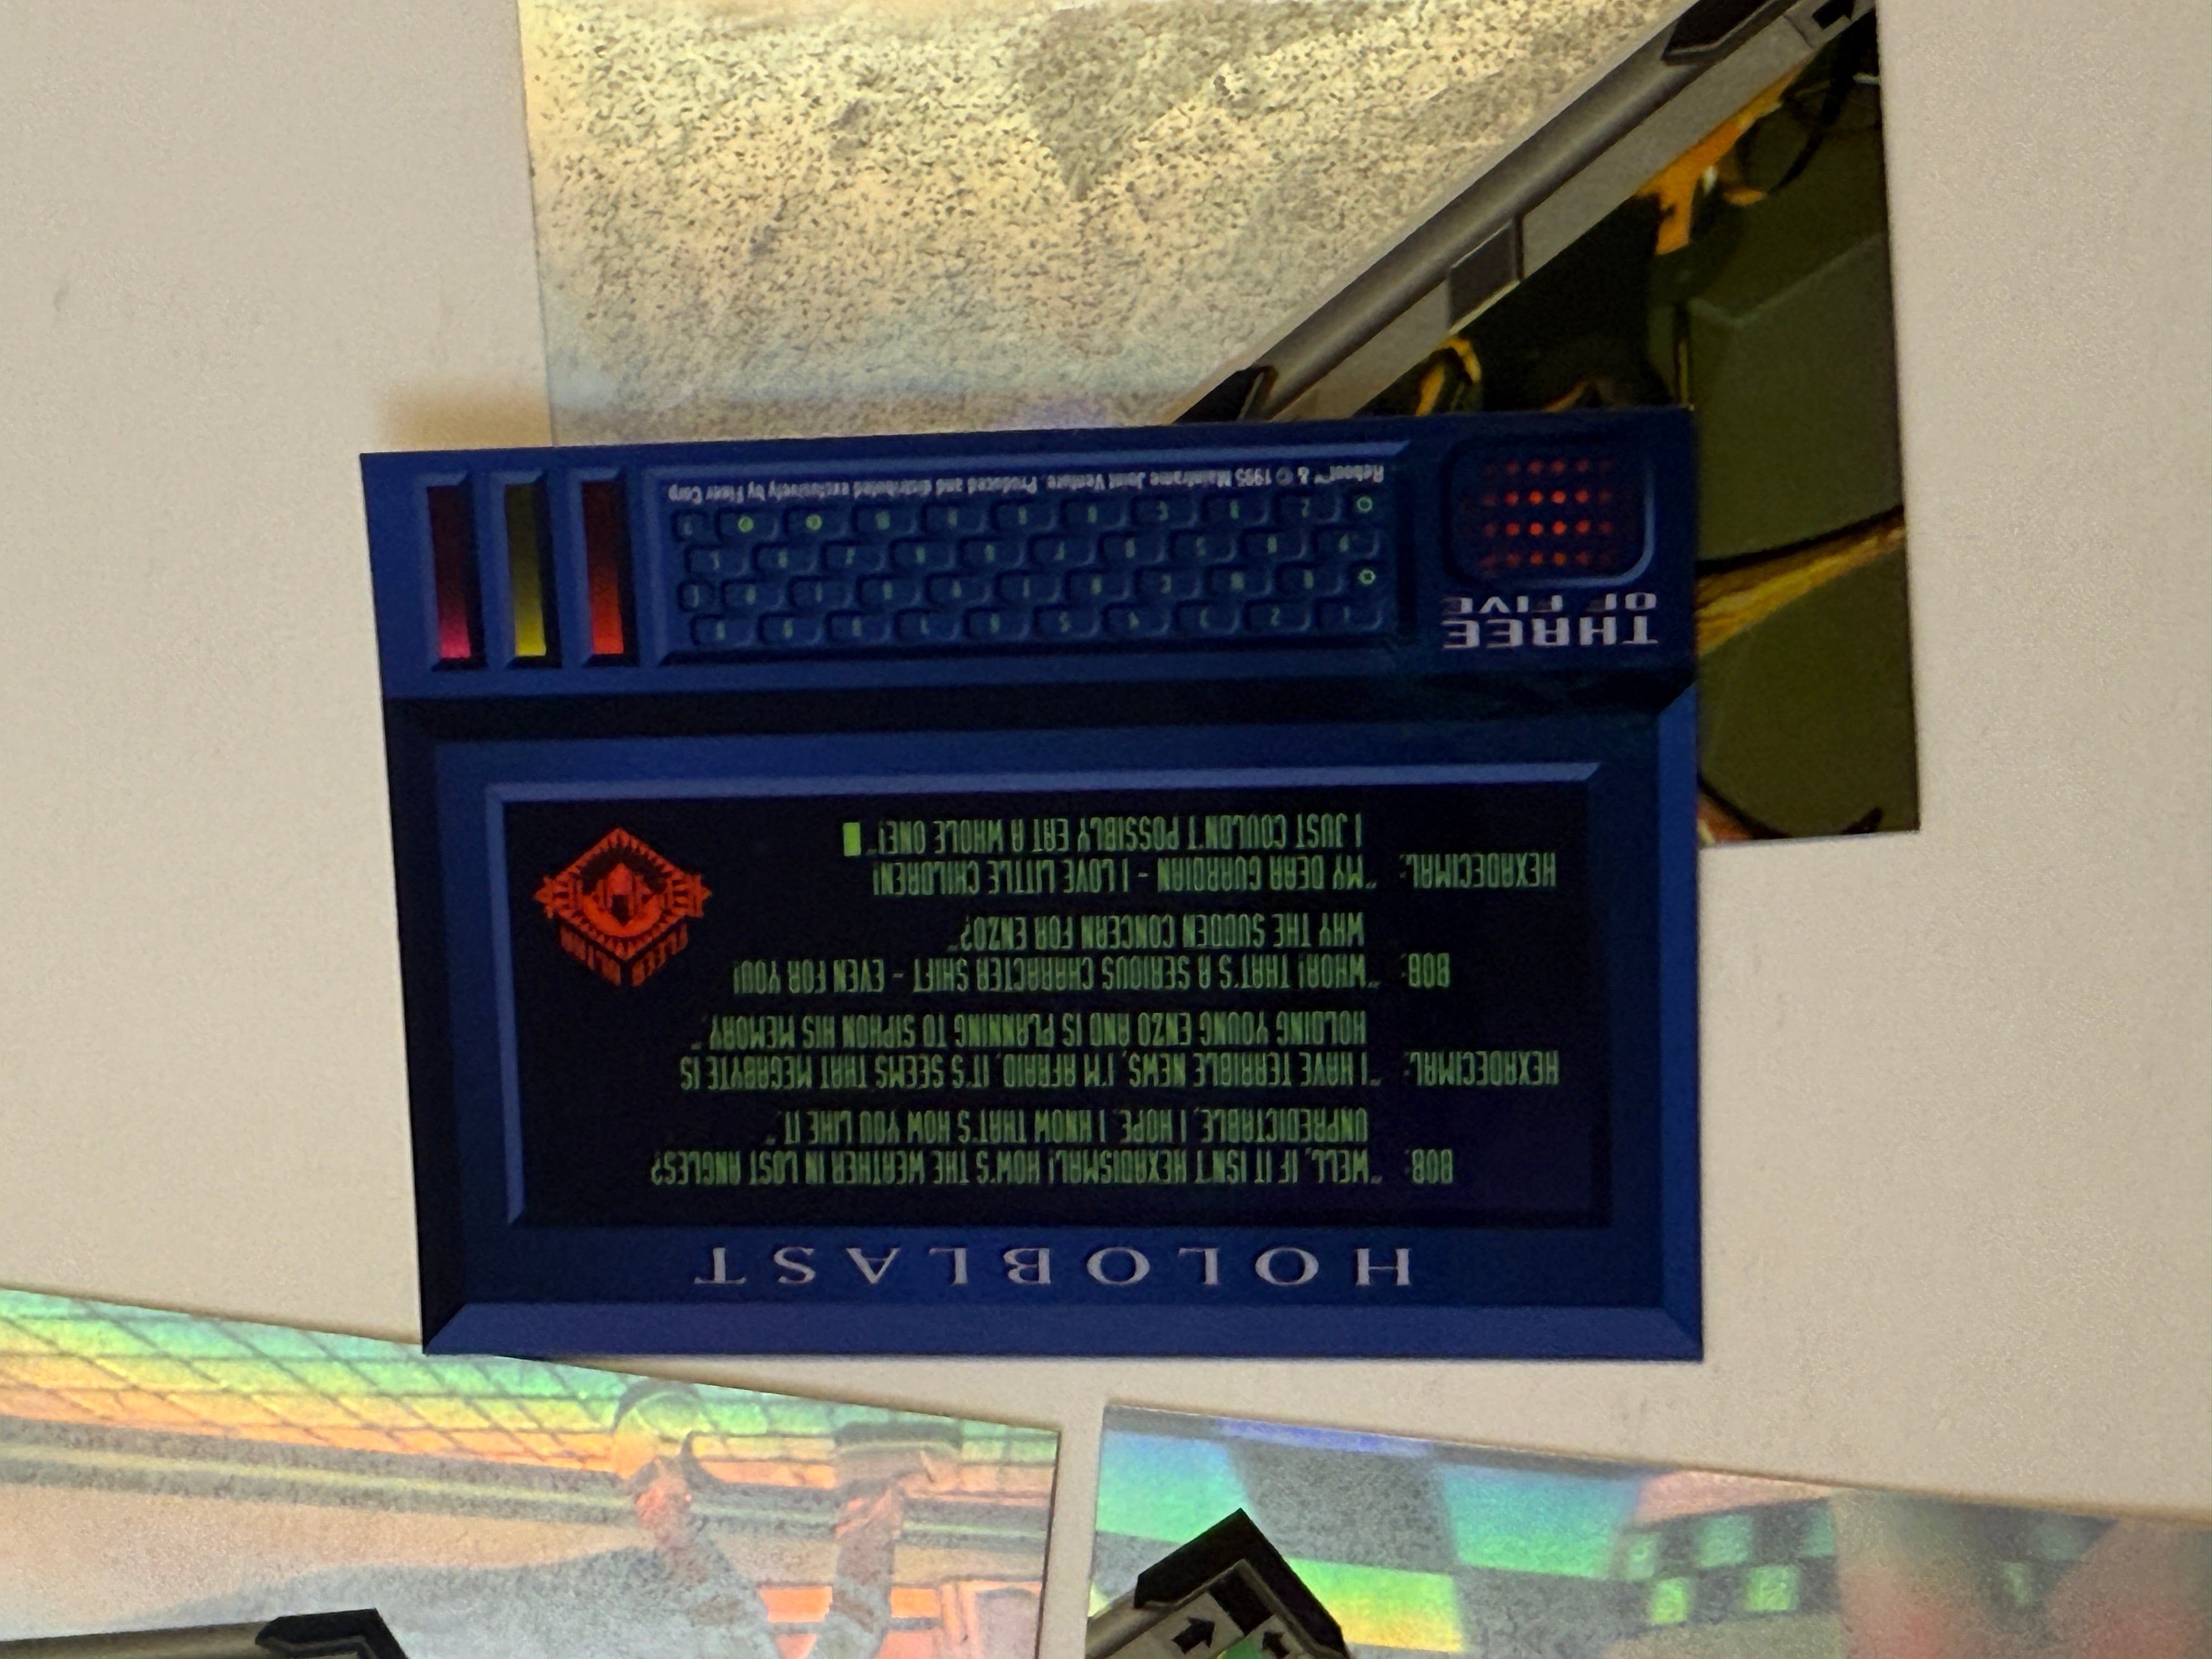 HOLOBLAST
BOB: "WELL, IF IT ISN'T HEXADISMAL! HOW'S THE WEATHER IN LOST ANGLES?
UNPREDICTABLE, I HOPE, I KNOW THAT'S HOW YOU LIKE IT."
HEXADECIMAL: "I HAVE TERRIBLE NEWS, I'M AFRAID, IT'S SEEMS THAT MEGABYTE IS
HOLDING YOUNG ENZO AND IS PLANNING TO SIPHON HIS MEMORY."
BOB: "WHOA! THAT'S A SERIOUS CHARACTER SHIFT - EVEN FOR YOU!
WHY THE SUDDEN CONCERN FOR ENZO?"
HEXADECIMAL: "MY DEAR GUARDIAN - I LOVE LITTLE CHILDREN!
I JUST COULDN'T POSSIBLY EAT A WHOLE ONE!"
FLEER ULTRA
THREE
OF FIVE
Reboot™ & © 1995 Mainframe Joint Venture. Produced and distributed exclusively by Fleer Corp